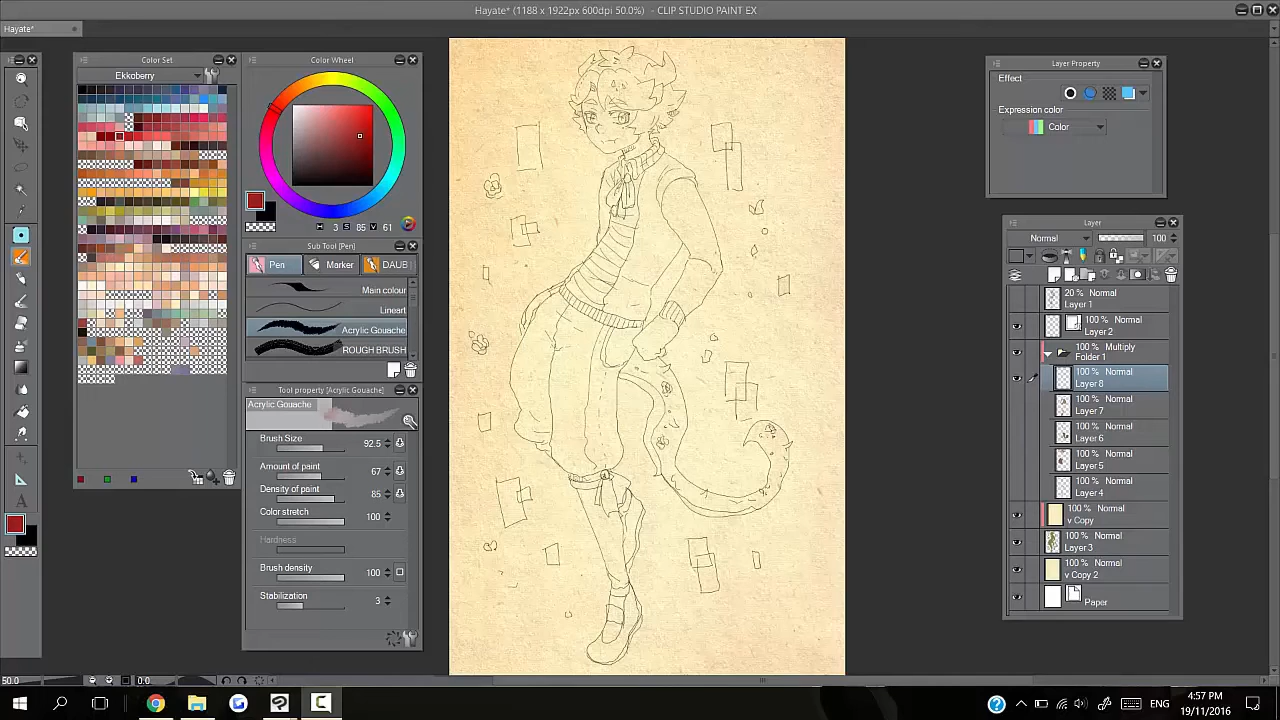 Hayate* (1188 x 1922px 600dpi 50.0%) - CLIP STUDIO PAINT EX
Hayate*
Color Set
Ekkoberry
Color Wheel
H 3 S 85 V 61
Sub Tool [Pen]
Pen
Marker
DAUB
Main colour
Lineart
Acrylic Gouache
ROUGH BRUSH
Tool property [Acrylic Gouache]
Acrylic Gouache
Brush Size 92.5
Amount of paint 67
Density of paint 85
Color stretch 100
Hardness
Brush density 100
Stabilization 3
Layer Property
Effect
Expression color
Color
Layer
Normal 100
20 % Normal
Layer 1
100 % Normal
Layer 2
100 % Multiply
Folder 1
100 % Normal
Layer 8
100 % Normal
Layer 7
100 % Normal
Layer 6
100 % Normal
Layer 5
100 % Normal
Layer 4
100 % Normal
v Copy
100 % Normal
Layer 3
100 % Normal
v Copy 2
Paper
50.0
0.0
ENG
4:57 PM
19/11/2016